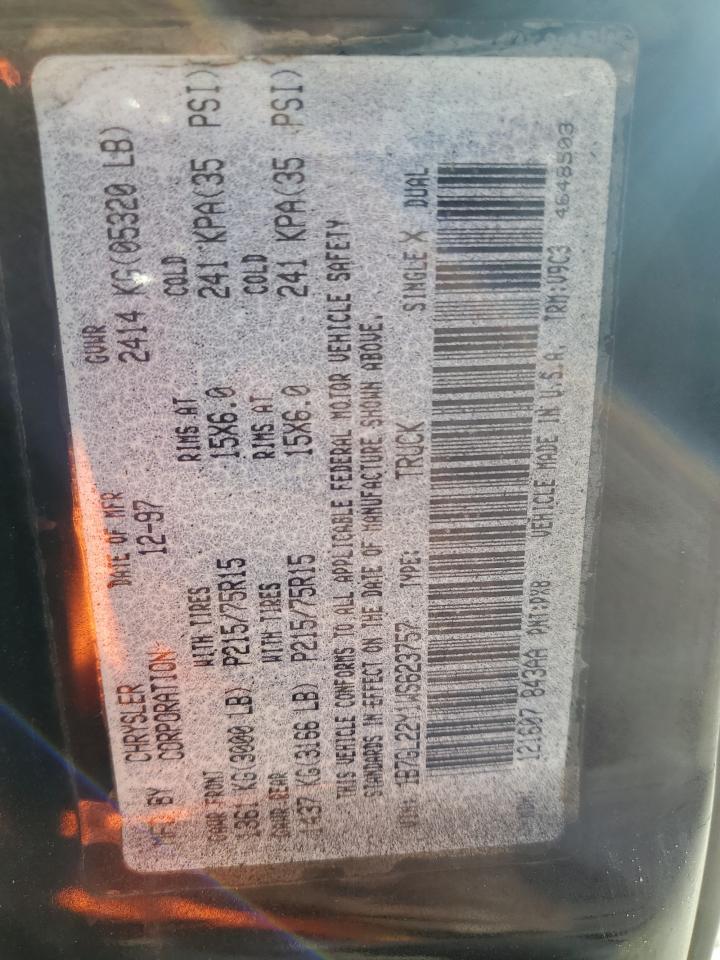 MFD BY CHRYSLER CORPORATION DATE OF MFR 12-97 GVWR 2414 KG(05320 LB)
GAWR FRONT WITH TIRES RIMS AT COLD
1361 KG(3000 LB) P215/75R15 15X6.0 241 KPA(35 PSI)
GAWR REAR WITH TIRES RIMS AT COLD
1437 KG(3166 LB) P215/75R15 15X6.0 241 KPA(35 PSI)
THIS VEHICLE CONFORMS TO ALL APPLICABLE FEDERAL MOTOR VEHICLE SAFETY
STANDARDS IN EFFECT ON THE DATE OF MANUFACTURE SHOWN ABOVE.
VIN: TYPE: TRUCK SINGLE X DUAL
121607 843AA PNT:PX8 VEHICLE MADE IN U.S.A. TRM:V9C3 4648503